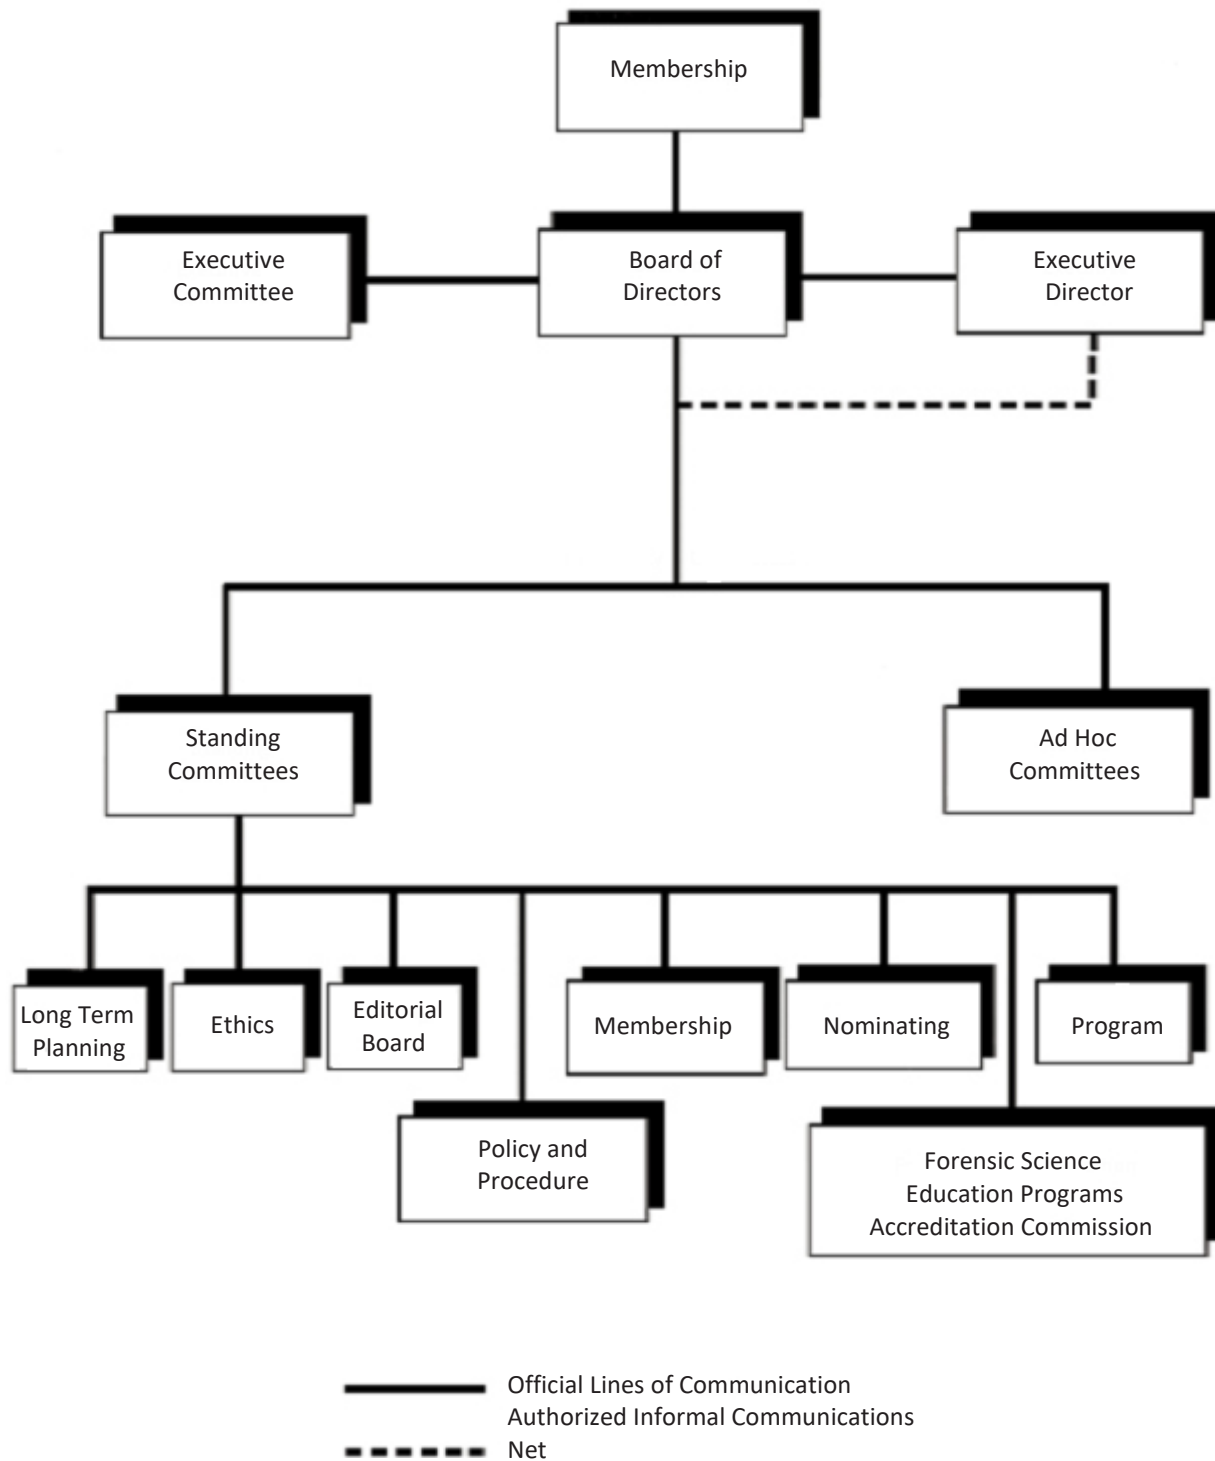 Membership
Executive
Committee
Board of
Directors
Executive
Director
Standing
Committees
Ad Hoc
Committees
Long Term
Planning
Ethics
Editorial
Board
Membership
Nominating
Program
Policy and
Procedure
Forensic Science
Education Programs
Accreditation Commission
Official Lines of Communication
Authorized Informal Communications
Net